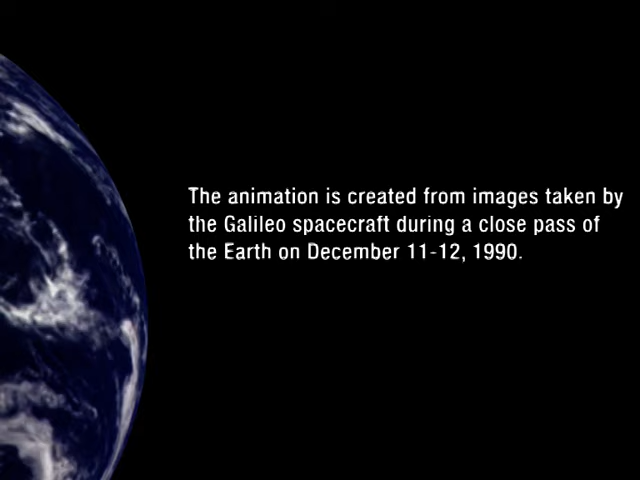 The animation is created from images taken by
the Galileo spacecraft during a close pass of
the Earth on December 11-12, 1990.